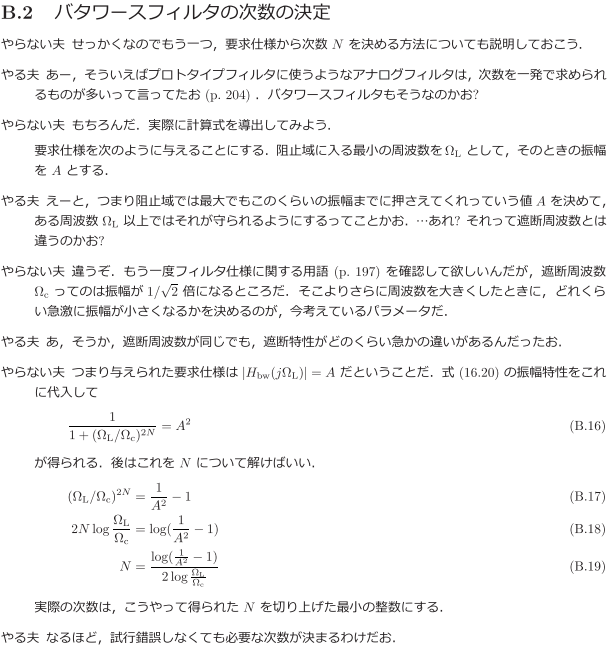 B.2 バタワースフィルタの次数の決定
やらない夫 せっかくなのでもう一つ，要求仕様から次数 N を決める方法についても説明しておこう．
やる夫 あー，そういえばプロトタイプフィルタに使うようなアナログフィルタは，次数を一発で求められ
るものが多いって言ってたお (p. 204) ．バタワースフィルタもそうなのかお?
やらない夫 もちろんだ．実際に計算式を導出してみよう．
要求仕様を次のように与えることにする．阻止域に入る最小の周波数を Ω_L として，そのときの振幅
を A とする．
やる夫 えーと，つまり阻止域では最大でもこのくらいの振幅までに押さえてくれっていう値 A を決めて，
ある周波数 Ω_L 以上ではそれが守られるようにするってことかお．…あれ? それって遮断周波数とは
違うのかお?
やらない夫 違うぞ．もう一度フィルタ仕様に関する用語 (p. 197) を確認して欲しいんだが，遮断周波数
Ω_c ってのは振幅が 1/√2 倍になるところだ．そこよりさらに周波数を大きくしたときに，どれくら
い急激に振幅が小さくなるかを決めるのが，今考えているパラメータだ．
やる夫 あ，そうか，遮断周波数が同じでも，遮断特性がどのくらい急かの違いがあるんだったお．
やらない夫 つまり与えられた要求仕様は |H_bw(jΩ_L)| = A だということだ．式 (16.20) の振幅特性をこれ
に代入して
1/(1 + (Ω_L/Ω_c)^{2N}) = A^2 (B.16)
が得られる．後はこれを N について解けばいい．
(Ω_L/Ω_c)^{2N} = 1/A^2 − 1 (B.17)
2N log Ω_L/Ω_c = log(1/A^2 − 1) (B.18)
N = log(1/A^2 − 1)/(2 log Ω_L/Ω_c) (B.19)
実際の次数は，こうやって得られた N を切り上げた最小の整数にする．
やる夫 なるほど，試行錯誤しなくても必要な次数が決まるわけだお．